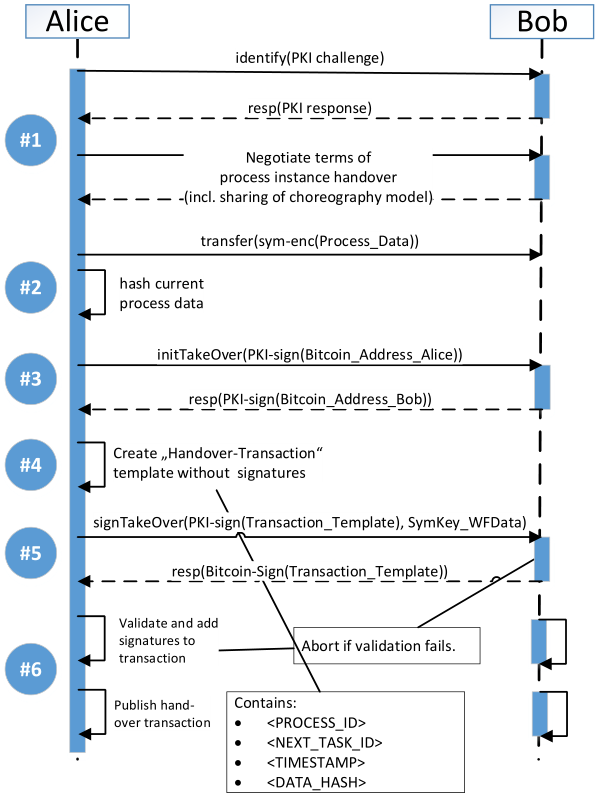 Alice
Bob
identify(PKI challenge)
resp(PKI response)
#1
Negotiate terms of
process instance handover
(incl. sharing of choreography model)
transfer(sym-enc(Process_Data))
#2
hash current
process data
initTakeOver(PKI-sign(Bitcoin_Address_Alice))
#3
resp(PKI-sign(Bitcoin_Address_Bob))
#4
Create „Handover-Transaction“
template without signatures
signTakeOver(PKI-sign(Transaction_Template), SymKey_WFData)
#5
resp(Bitcoin-Sign(Transaction_Template))
Validate and add
signatures to
transaction
Abort if validation fails.
#6
Publish hand-
over transaction
Contains:
• <PROCESS_ID>
• <NEXT_TASK_ID>
• <TIMESTAMP>
• <DATA_HASH>